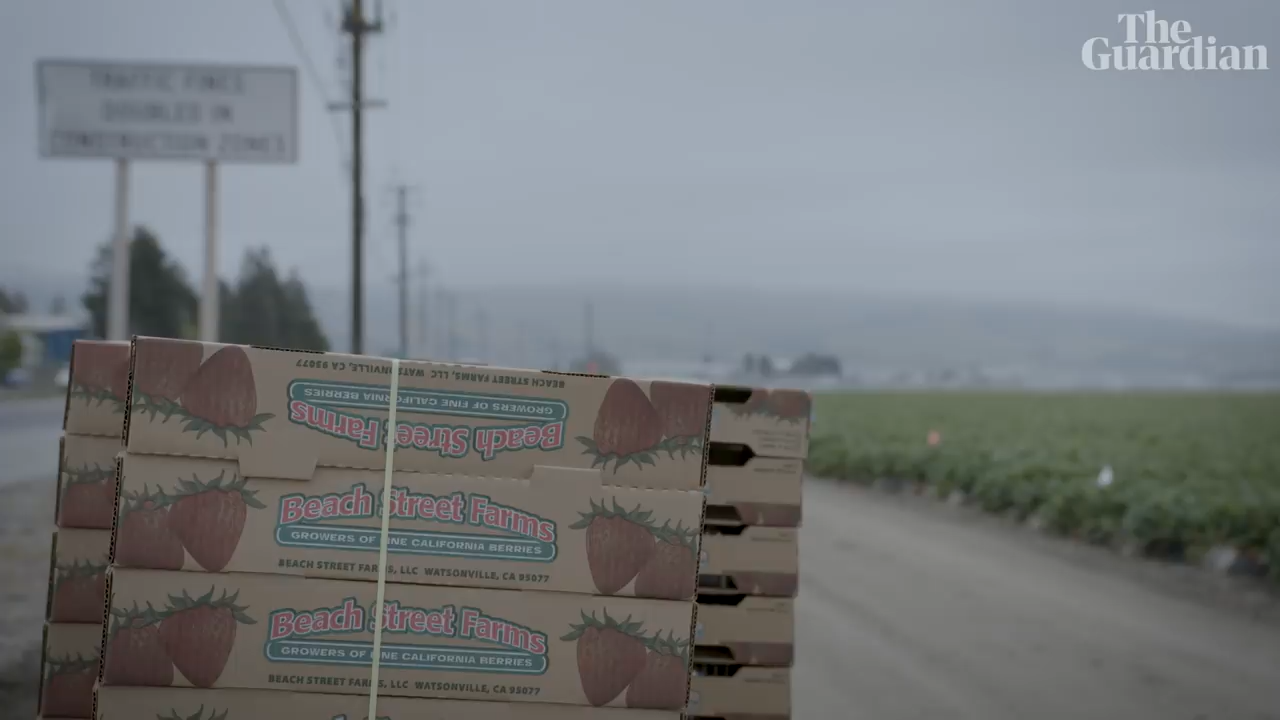 The
Guardian
TRAFFIC FINES
DOUBLED IN
CONSTRUCTION ZONES
BEACH STREET FARMS, LLC. WATSONVILLE, CA 95077
GROWERS OF FINE CALIFORNIA BERRIES
Beach Street Farms
Beach Street Farms
GROWERS OF FINE CALIFORNIA BERRIES
BEACH STREET FARMS, LLC WATSONVILLE, CA 95077
Beach Street Farms
GROWERS OF FINE CALIFORNIA BERRIES
BEACH STREET FARMS, LLC WATSONVILLE, CA 95077